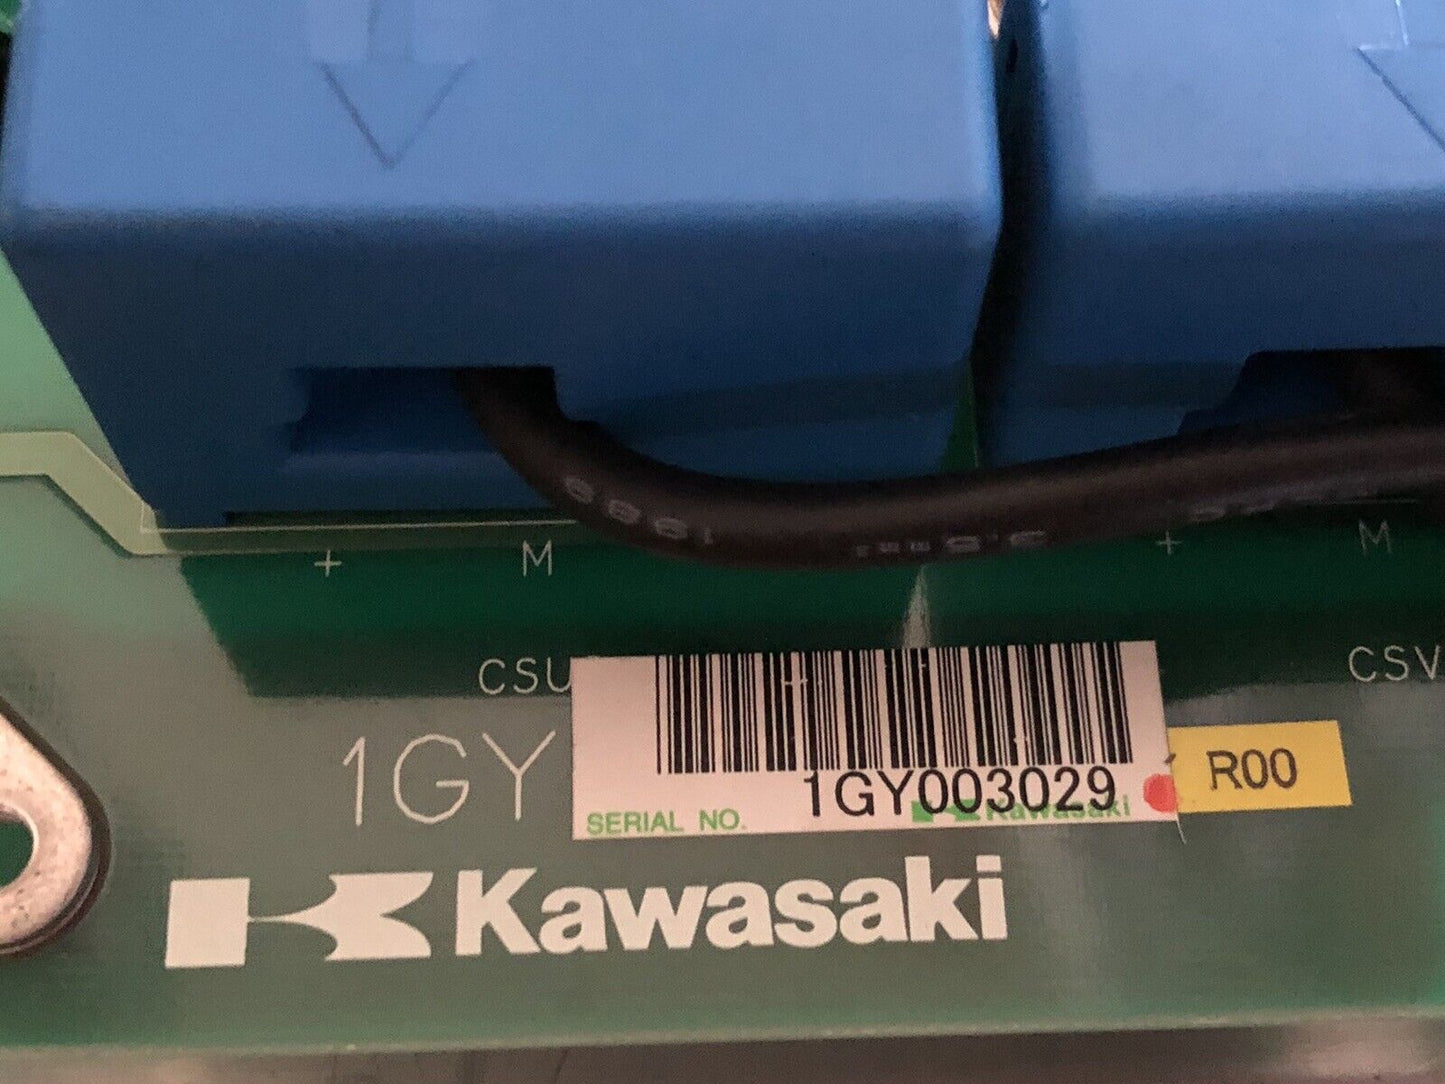 + M
+ M
CSU
CSV
1GY
1GY003029
SERIAL NO.
Kawasaki
R00
Kawasaki